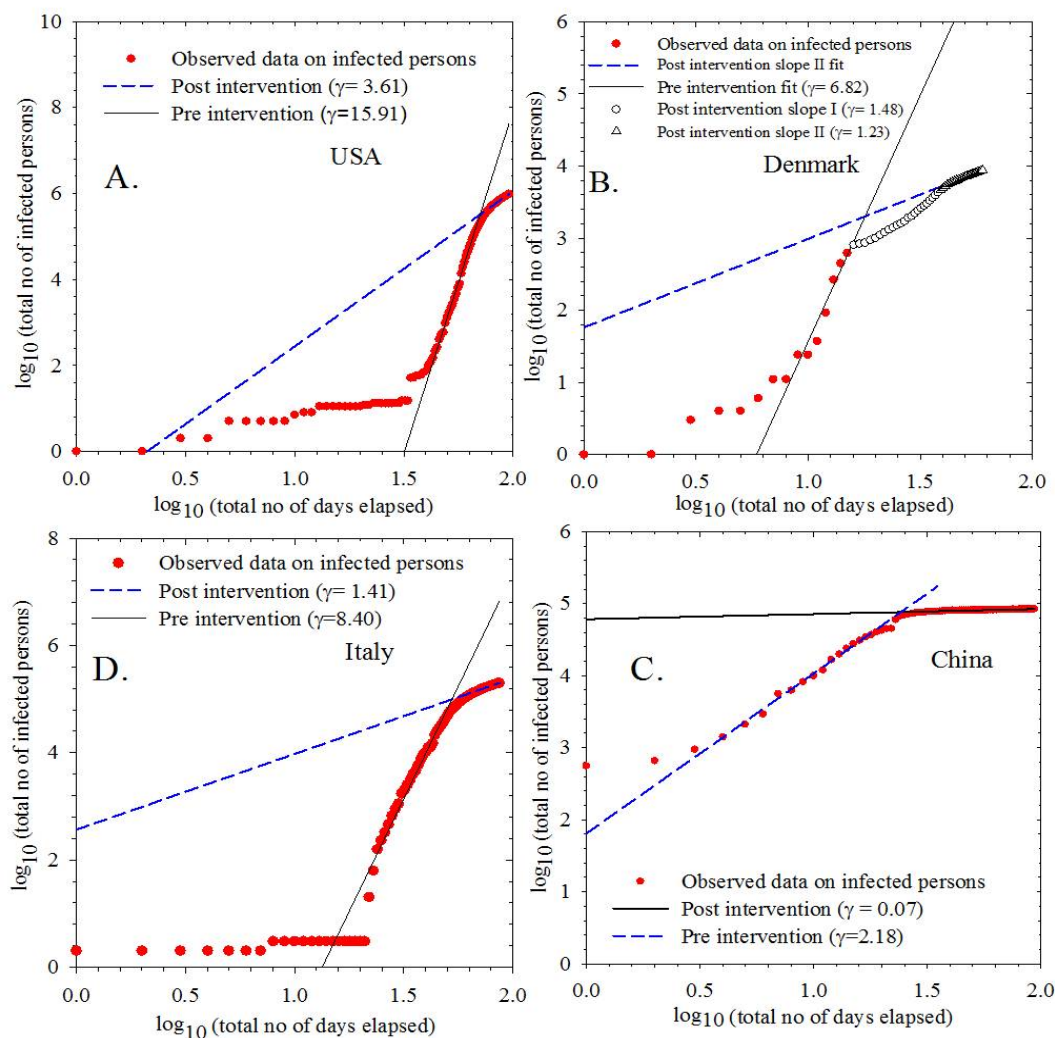 10
8
6
4
2
0
log10 (total no of infected persons)
Observed data on infected persons
Post intervention (γ= 3.61)
Pre intervention (γ=15.91)
USA
A.
0.0 0.5 1.0 1.5 2.0
log10 (total no of days elapsed)
6
5
4
3
2
1
0
log10 (total no of infected persons)
Observed data on infected persons
Post intervention slope II fit
Pre intervention fit (γ= 6.82)
Post intervention slope I (γ= 1.48)
Post intervention slope II (γ= 1.23)
Denmark
B.
0.0 0.5 1.0 1.5 2.0
log10 (total no of days elapsed)
8
6
4
2
0
log10 (total no of infected persons)
Observed data on infected persons
Post intervention (γ= 1.41)
Pre intervention (γ=8.40)
Italy
D.
0.0 0.5 1.0 1.5 2.0
log10 (total no of days elapsed)
6
5
4
3
2
1
0
log10 (total no of infected persons)
C.
China
Observed data on infected persons
Post intervention (γ = 0.07)
Pre intervention (γ=2.18)
0.0 0.5 1.0 1.5 2.0
log10 (total no of days elapsed)